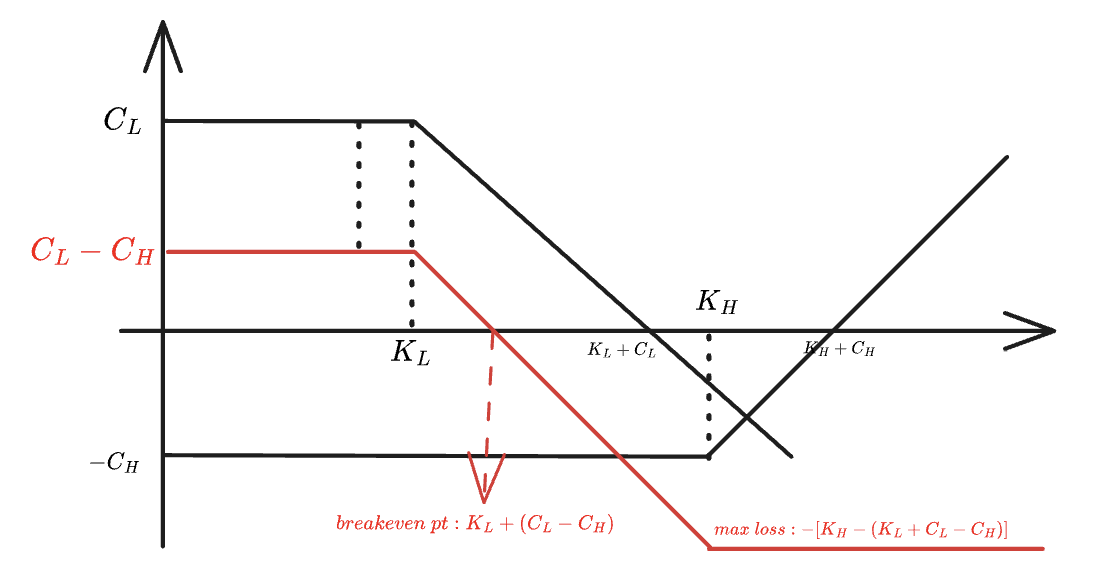 C_L
C_L − C_H
K_H
K_L
K_L + C_L
K_H + C_H
−C_H
breakeven pt : K_L + (C_L − C_H)
max loss : −[K_H − (K_L + C_L − C_H)]